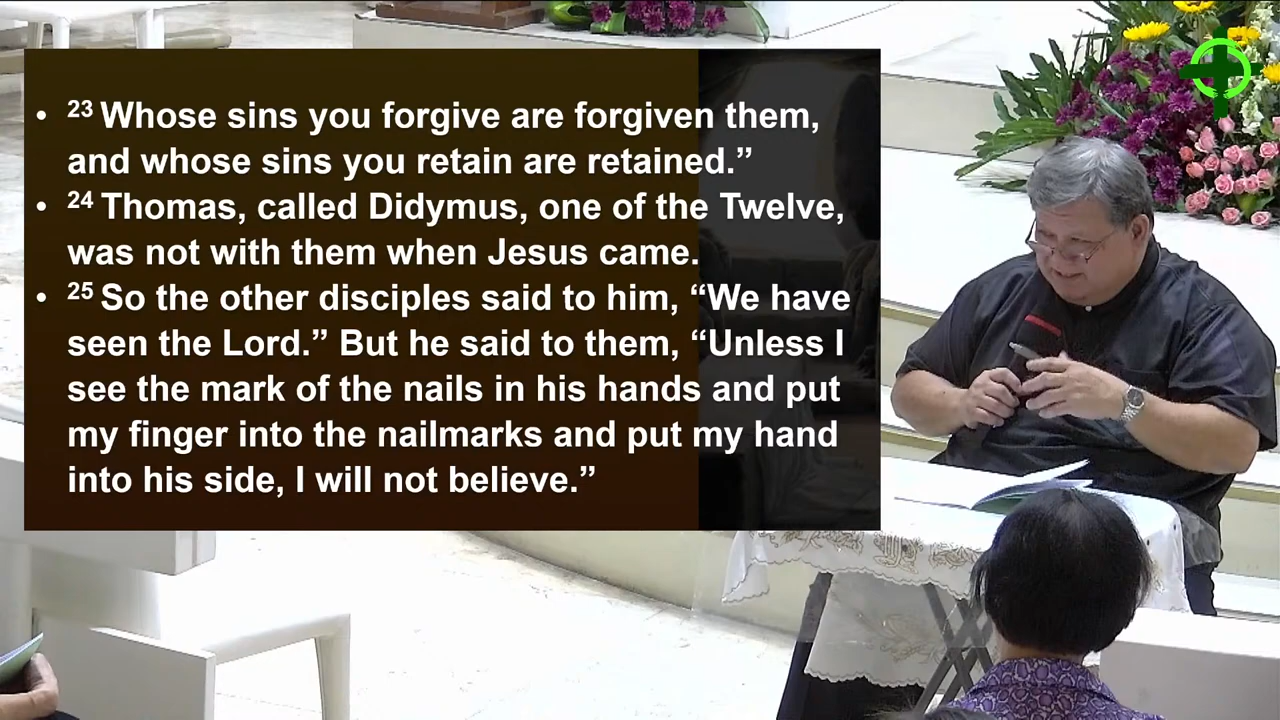 • 23 Whose sins you forgive are forgiven them,
and whose sins you retain are retained.”
• 24 Thomas, called Didymus, one of the Twelve,
was not with them when Jesus came.
• 25 So the other disciples said to him, “We have
seen the Lord.” But he said to them, “Unless I
see the mark of the nails in his hands and put
my finger into the nailmarks and put my hand
into his side, I will not believe.”